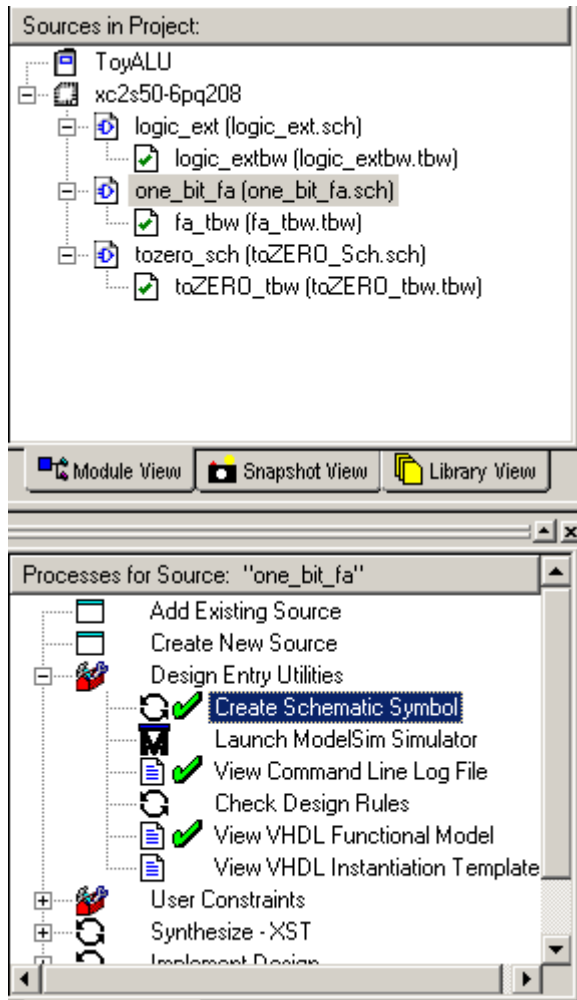 Sources in Project:
ToyALU
xc2s50-6pq208
logic_ext (logic_ext.sch)
logic_extbw (logic_extbw.tbw)
one_bit_fa (one_bit_fa.sch)
fa_tbw (fa_tbw.tbw)
tozero_sch (toZERO_Sch.sch)
toZERO_tbw (toZERO_tbw.tbw)
Module View Snapshot View Library View
Processes for Source: "one_bit_fa"
Add Existing Source
Create New Source
Design Entry Utilities
Create Schematic Symbol
Launch ModelSim Simulator
View Command Line Log File
Check Design Rules
View VHDL Functional Model
View VHDL Instantiation Template
User Constraints
Synthesize - XST
Implement Design